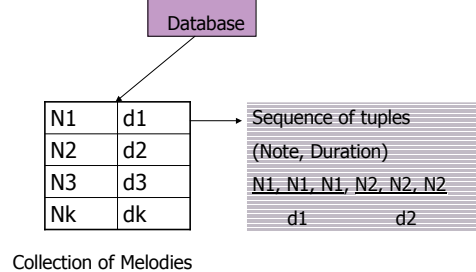 Database
N1 d1
N2 d2
N3 d3
Nk dk
Sequence of tuples
(Note, Duration)
N1, N1, N1, N2, N2, N2
d1 d2
Collection of Melodies